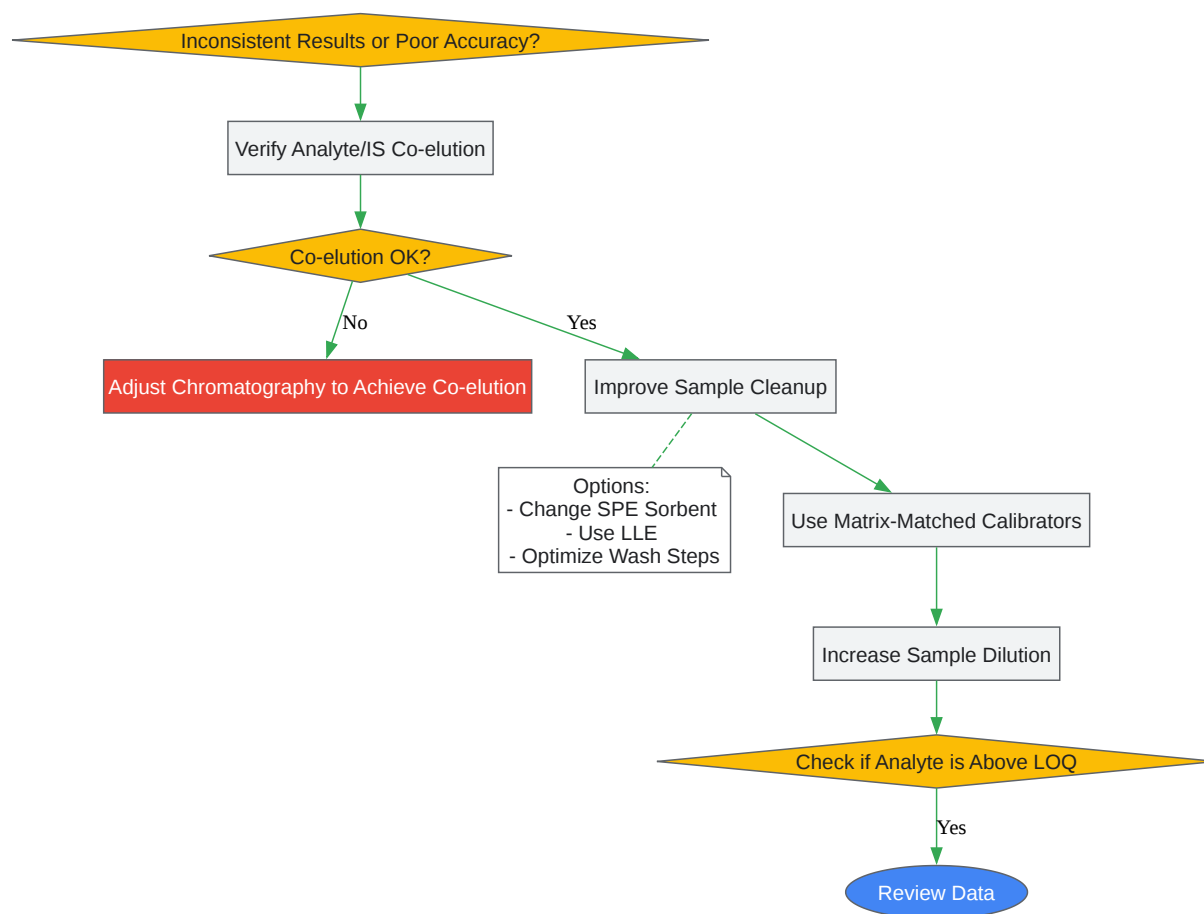 Inconsistent Results or Poor Accuracy?
Verify Analyte/IS Co-elution
Co-elution OK?
No
Yes
Adjust Chromatography to Achieve Co-elution
Improve Sample Cleanup
Options:
- Change SPE Sorbent
- Use LLE
- Optimize Wash Steps
Use Matrix-Matched Calibrators
Increase Sample Dilution
Check if Analyte is Above LOQ
Yes
Review Data